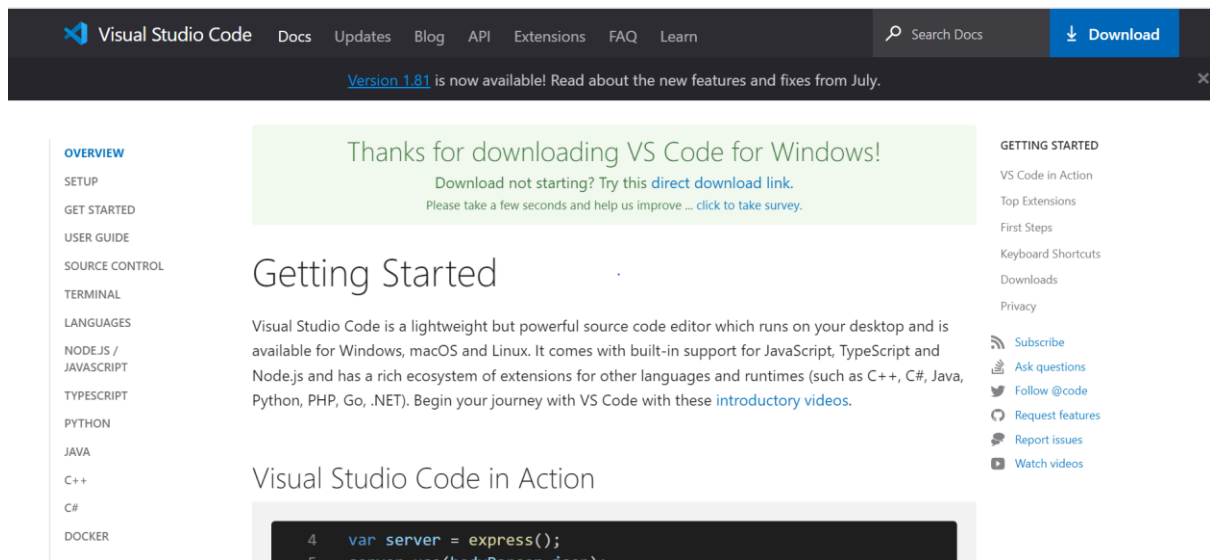 Visual Studio Code Docs Updates Blog API Extensions FAQ Learn Search Docs Download
Version 1.81 is now available! Read about the new features and fixes from July.
OVERVIEW
SETUP
GET STARTED
USER GUIDE
SOURCE CONTROL
TERMINAL
LANGUAGES
NODE.JS /
JAVASCRIPT
TYPESCRIPT
PYTHON
JAVA
C++
C#
DOCKER
Thanks for downloading VS Code for Windows!
Download not starting? Try this direct download link.
Please take a few seconds and help us improve ... click to take survey.
Getting Started
Visual Studio Code is a lightweight but powerful source code editor which runs on your desktop and is
available for Windows, macOS and Linux. It comes with built-in support for JavaScript, TypeScript and
Node.js and has a rich ecosystem of extensions for other languages and runtimes (such as C++, C#, Java,
Python, PHP, Go, .NET). Begin your journey with VS Code with these introductory videos.
Visual Studio Code in Action
4 var server = express();
GETTING STARTED
VS Code in Action
Top Extensions
First Steps
Keyboard Shortcuts
Downloads
Privacy
Subscribe
Ask questions
Follow @code
Request features
Report issues
Watch videos